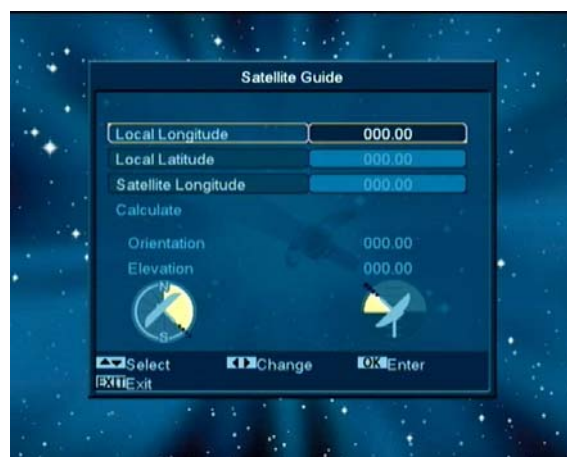 Satellite Guide
Local Longitude 000.00
Local Latitude 000.00
Satellite Longitude 000.00
Calculate
Orientation 000.00
Elevation 000.00
N
S
Select Change OK Enter
EXIT Exit